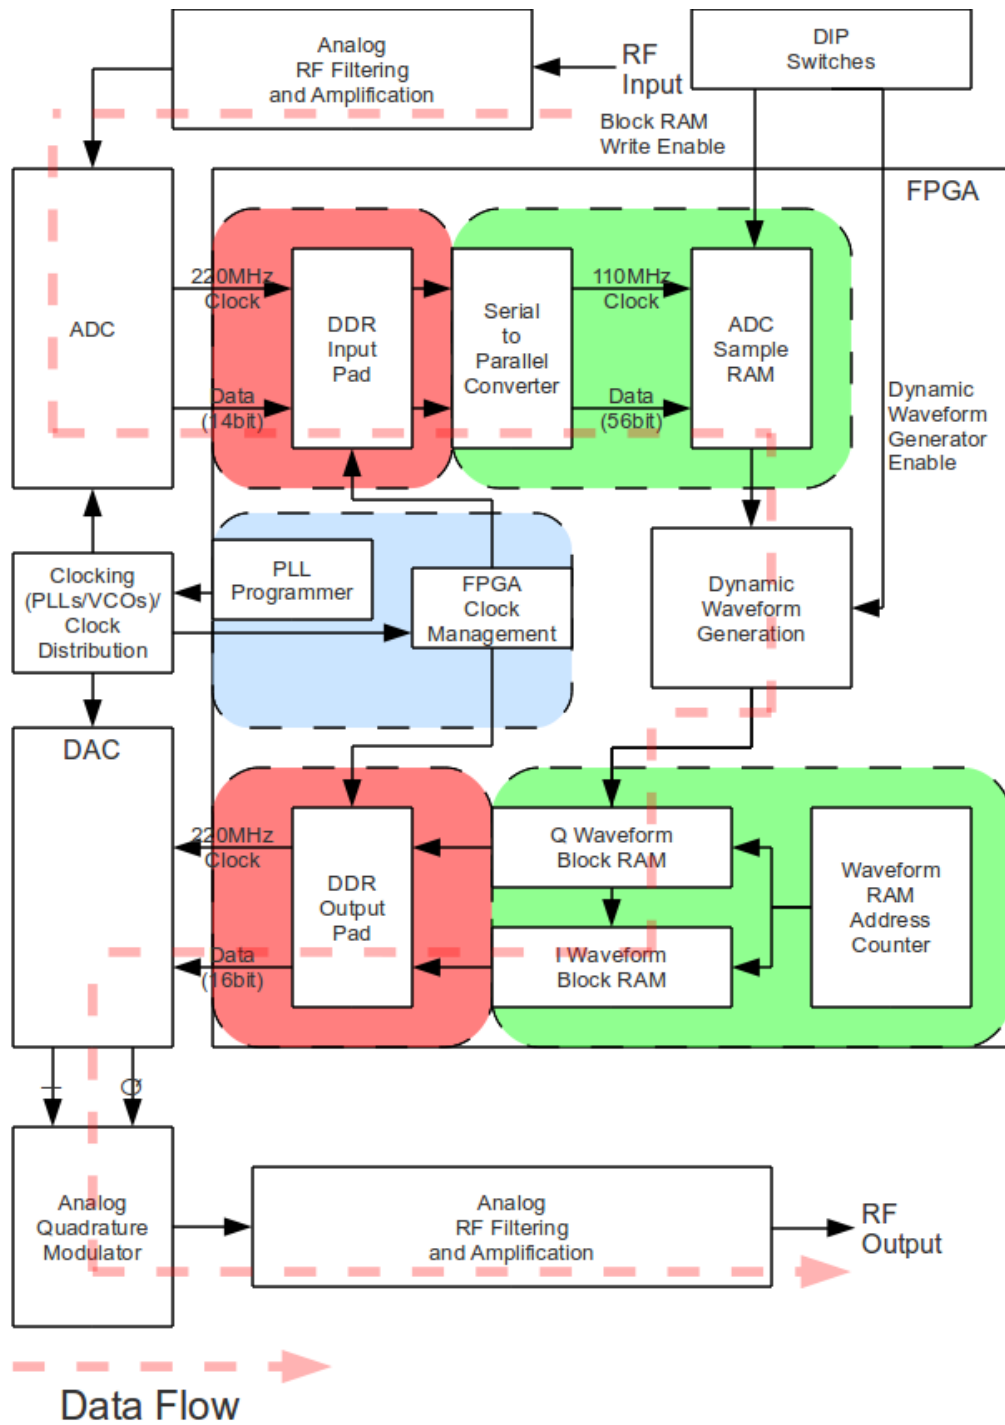 Analog
RF Filtering
and Amplification
RF
Input
DIP
Switches
Block RAM
Write Enable
FPGA
ADC
220MHz
Clock
DDR
Input
Pad
Data
(14bit)
Serial
to
Parallel
Converter
110MHz
Clock
Data
(56bit)
ADC
Sample
RAM
Dynamic
Waveform
Generator
Enable
Clocking
(PLLs/VCOs)/
Clock
Distribution
PLL
Programmer
FPGA
Clock
Management
Dynamic
Waveform
Generation
DAC
220MHz
Clock
DDR
Output
Pad
Data
(16bit)
Q Waveform
Block RAM
I Waveform
Block RAM
Waveform
RAM
Address
Counter
I
Q
Analog
Quadrature
Modulator
Analog
RF Filtering
and Amplification
RF
Output
Data Flow